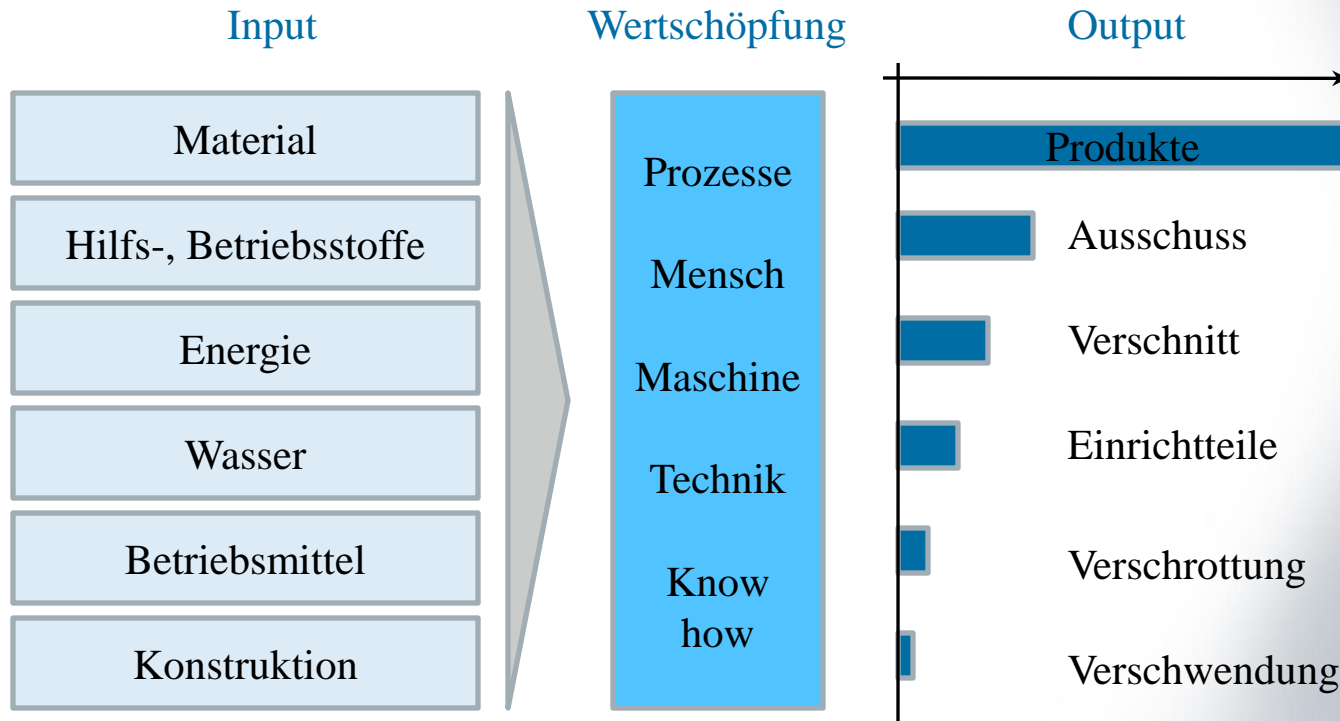 Input
Wertschöpfung
Output
Material
Hilfs-, Betriebsstoffe
Energie
Wasser
Betriebsmittel
Konstruktion
Prozesse
Mensch
Maschine
Technik
Know
how
Produkte
Ausschuss
Verschnitt
Einrichtteile
Verschrottung
Verschwendung